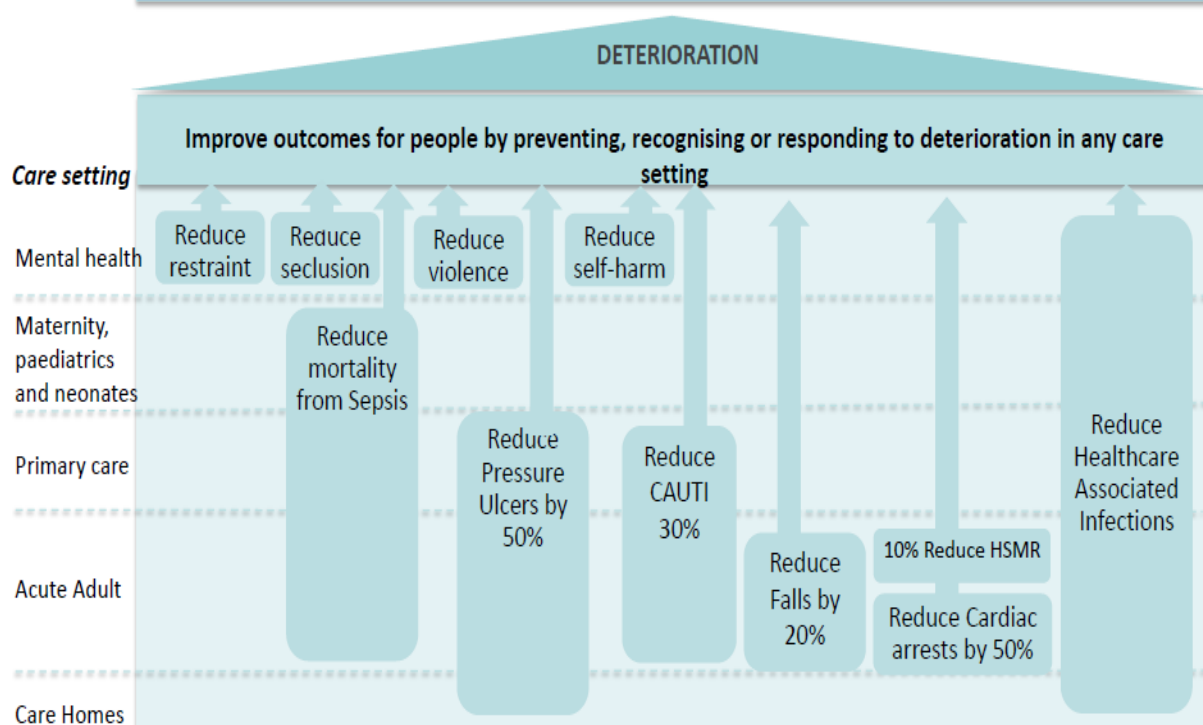 DETERIORATION
Improve outcomes for people by preventing, recognising or responding to deterioration in any care
setting
Care setting
Mental health
Reduce
restraint
Reduce
seclusion
Reduce
violence
Reduce
self-harm
Maternity,
paediatrics
and neonates
Reduce
mortality
from Sepsis
Primary care
Reduce
Pressure
Ulcers by
50%
Reduce
CAUTI
30%
Reduce
Healthcare
Associated
Infections
Acute Adult
Reduce
Falls by
20%
10% Reduce HSMR
Reduce Cardiac
arrests by 50%
Care Homes